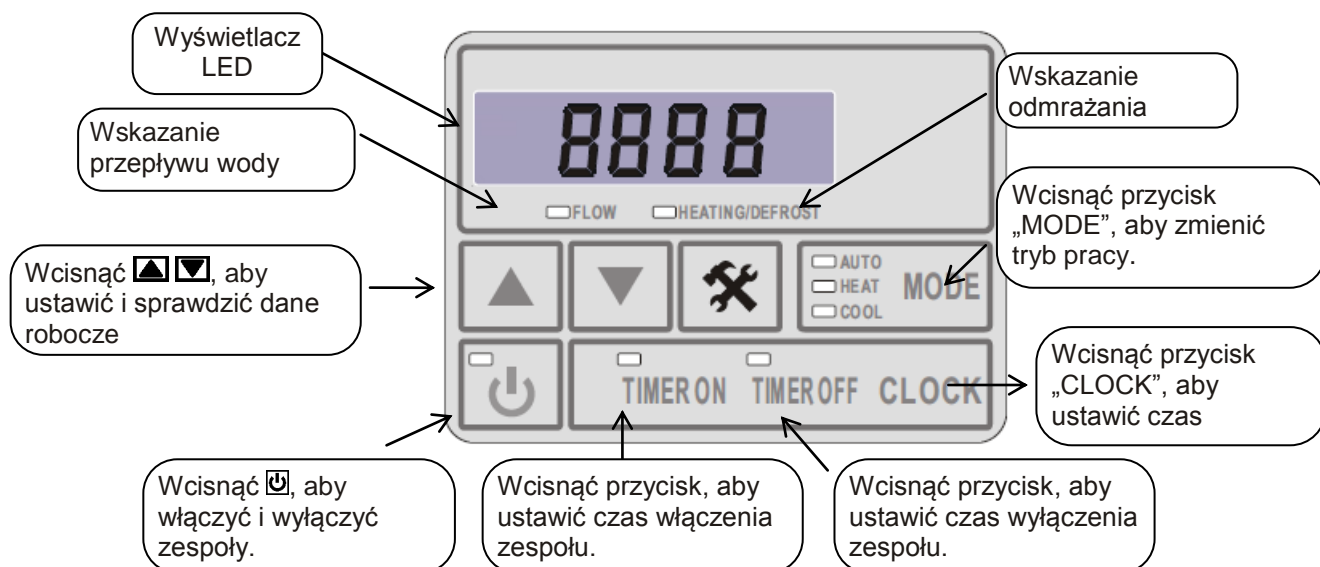 Wyświetlacz
LED
Wskazanie
przepływu wody
8888
Wskazanie
odmrażania
FLOW
HEATING/DEFROST
Wcisnąć przycisk
„MODE”, aby zmienić
tryb pracy.
Wcisnąć ▲ ▼, aby
ustawić i sprawdzić dane
robocze
AUTO
HEAT
COOL
MODE
TIMER ON
TIMER OFF
CLOCK
Wcisnąć przycisk
„CLOCK”, aby
ustawić czas
Wcisnąć ⏻, aby
włączyć i wyłączyć
zespoły.
Wcisnąć przycisk, aby
ustawić czas włączenia
zespołu.
Wcisnąć przycisk, aby
ustawić czas wyłączenia
zespołu.